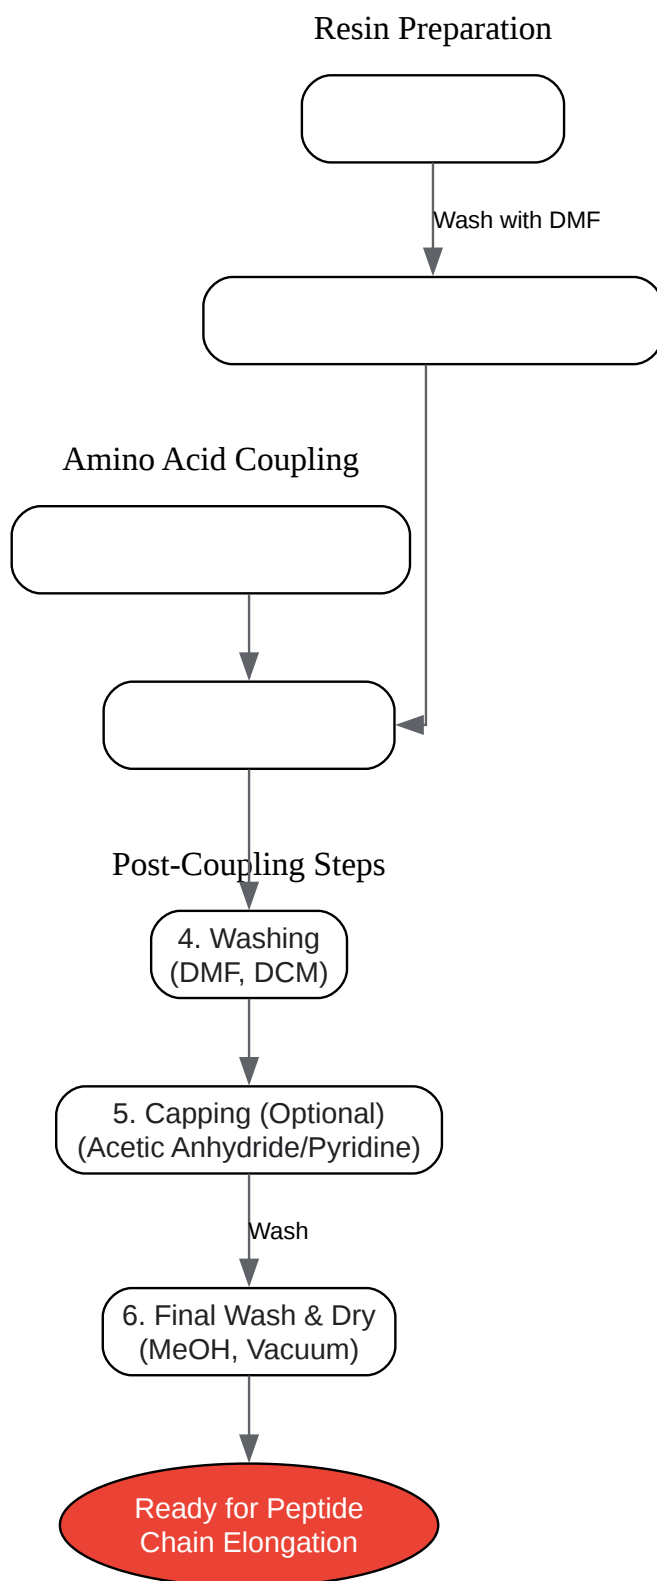 Resin Preparation
Wash with DMF
Amino Acid Coupling
Post-Coupling Steps
4. Washing
(DMF, DCM)
5. Capping (Optional)
(Acetic Anhydride/Pyridine)
Wash
6. Final Wash & Dry
(MeOH, Vacuum)
Ready for Peptide
Chain Elongation